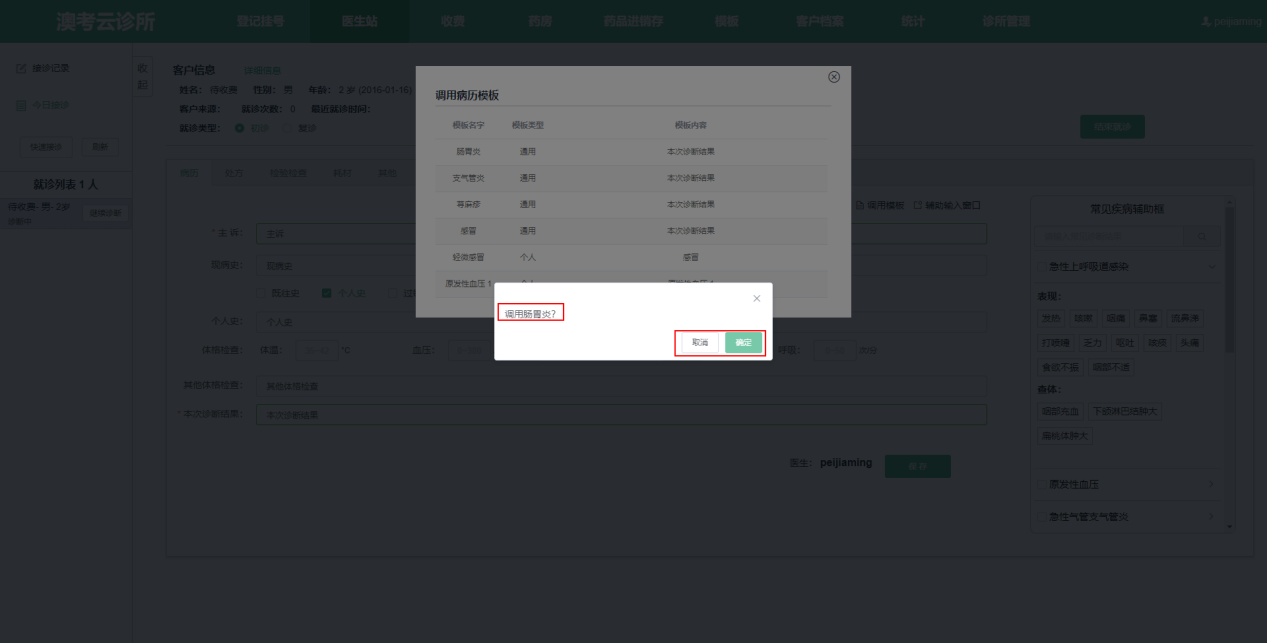 澳考云诊所 登记挂号 医生站 收费 药房 药品进销存 模板 客户档案 统计 诊所管理 peijiaming
接诊记录
今日接诊
快速接诊 刷新
就诊列表 1 人
待收费-男-2岁 继续诊断
诊断中
收起
客户信息 详细信息
姓名： 待收费 性别： 男 年龄： 2 岁 (2016-01-16)
客户来源： 就诊次数： 0 最近就诊时间：
就诊类型： 初诊 复诊
结束就诊
病历 处方 检验检查 耗材 其他
调用模板 辅助输入窗口
* 主 诉： 主诉
现病史： 现病史
既往史 个人史
个人史： 个人史
体格检查： 体温： °C 血压： 呼吸： 次/分
其他体格检查： 其他体格检查
* 本次诊断结果： 本次诊断结果
医生： peijiaming 保 存
调用病历模板
模板名字 模板类型 模板内容
肠胃炎 通用 本次诊断结果
支气管炎 通用 本次诊断结果
荨麻疹 通用 本次诊断结果
感冒 通用 本次诊断结果
轻微感冒 个人 感冒
原发性血压 1
调用肠胃炎?
取消 确定
常见疾病辅助梯
急性上呼吸道感染
表现：
发热 咳嗽 咽痛 鼻塞 流鼻涕
打喷嚏 乏力 呕吐 咳痰 头痛
食欲不振 咽部不适
查体：
咽部充血 下颌淋巴结肿大
扁桃体肿大
原发性血压
急性气管支气管炎